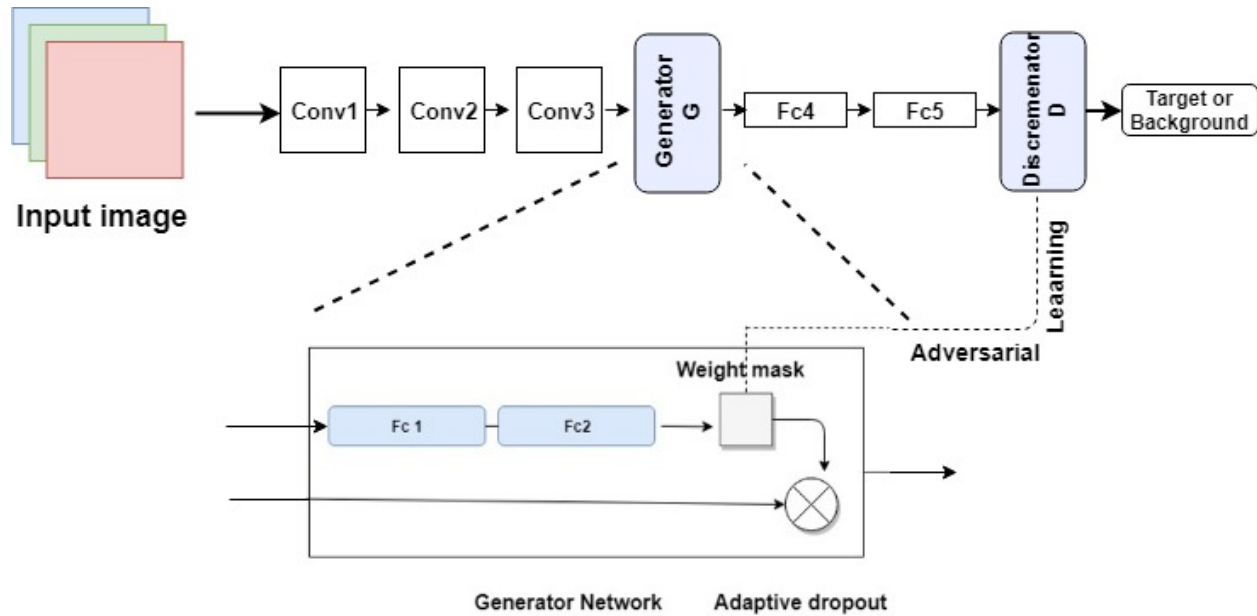 Input image
Conv1
Conv2
Conv3
Generator
G
Fc4
Fc5
Discremenator
D
Target or
Background
Leaarning
Adversarial
Weight mask
Fc 1
Fc2
Generator Network
Adaptive dropout